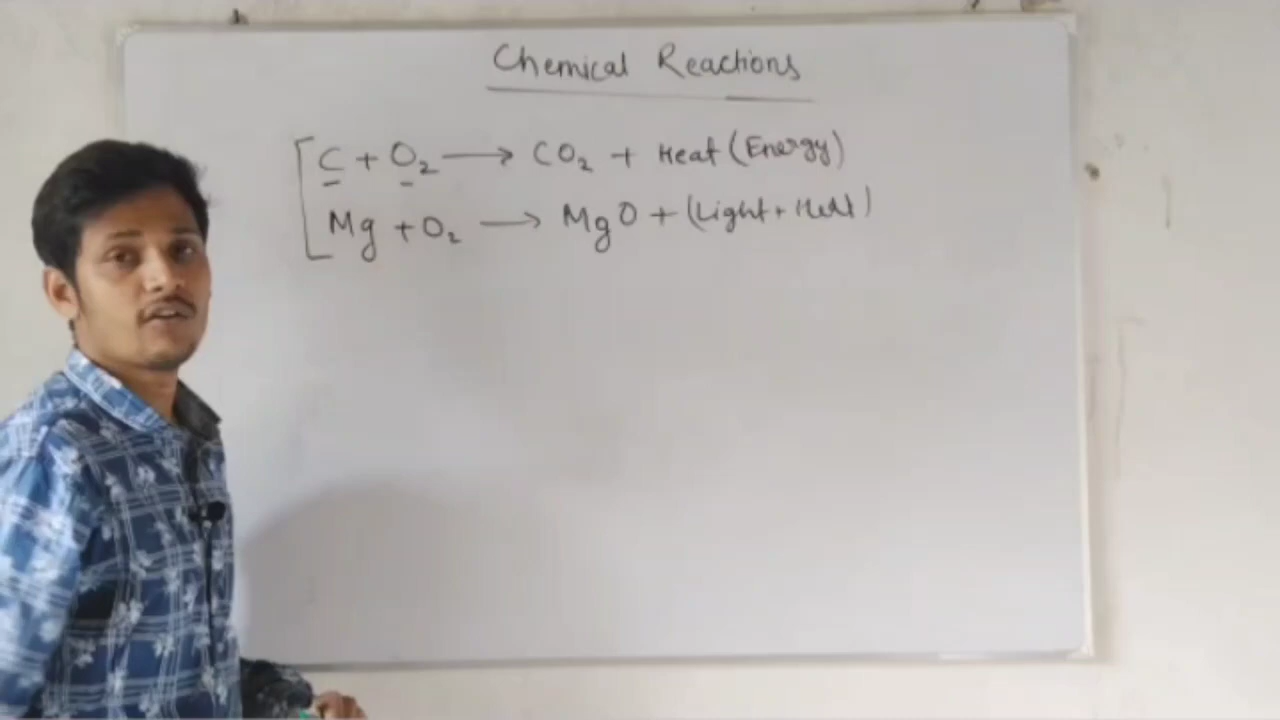 Chemical Reactions
C + O₂ → CO₂ + Heat (Energy)
Mg + O₂ → MgO + (Light + Heat)